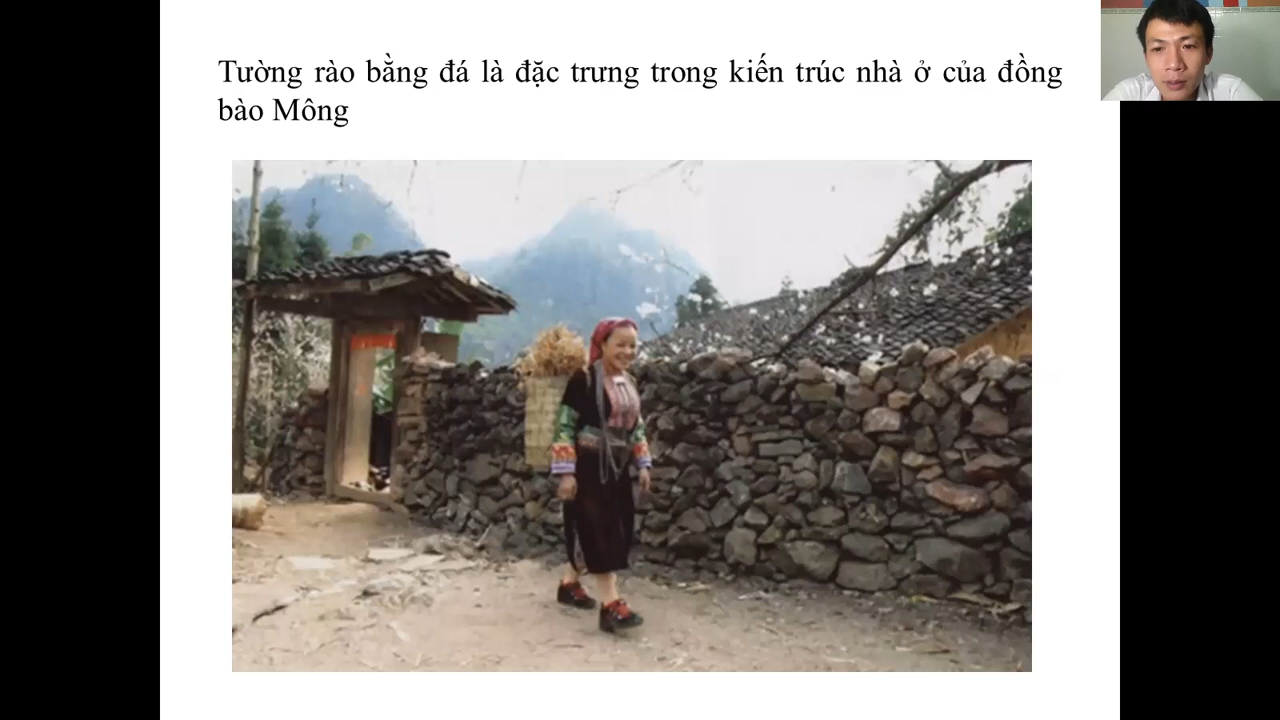 Tường rào bằng đá là đặc trưng trong kiến trúc nhà ở của đồng
bào Mông